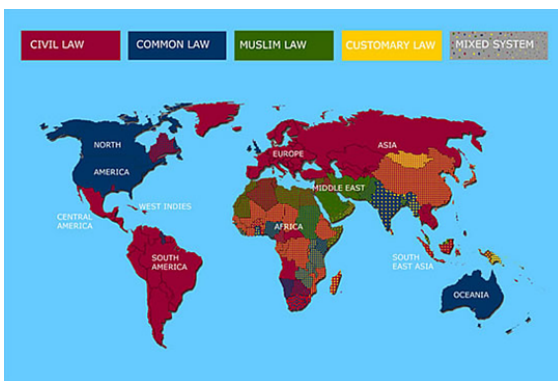 CIVIL LAW
COMMON LAW
MUSLIM LAW
CUSTOMARY LAW
MIXED SYSTEM
NORTH
AMERICA
CENTRAL
AMERICA
WEST INDIES
SOUTH
AMERICA
EUROPE
ASIA
MIDDLE EAST
AFRICA
SOUTH
EAST ASIA
OCEANIA